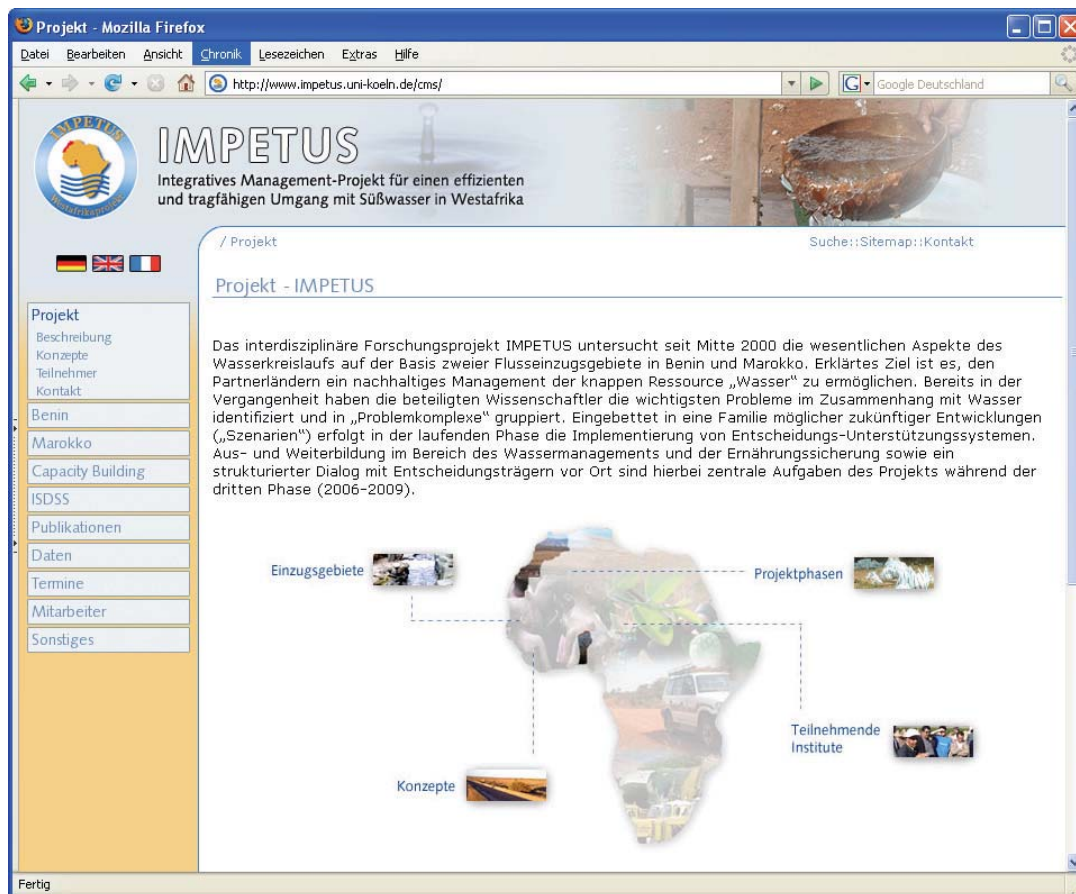 Projekt - Mozilla Firefox
Datei Bearbeiten Ansicht Chronik Lesezeichen Extras Hilfe
http://www.impetus.uni-koeln.de/cms/
G Google Deutschland
IMPETUS
Westafrikaprojekt
IMPETUS
Integratives Management-Projekt für einen effizienten
und tragfähigen Umgang mit Süßwasser in Westafrika
/ Projekt
Suche::Sitemap::Kontakt
Projekt - IMPETUS
Projekt
Beschreibung
Konzepte
Teilnehmer
Kontakt
Benin
Marokko
Capacity Building
ISDSS
Publikationen
Daten
Termine
Mitarbeiter
Sonstiges
Das interdisziplinäre Forschungsprojekt IMPETUS untersucht seit Mitte 2000 die wesentlichen Aspekte des
Wasserkreislaufs auf der Basis zweier Flusseinzugsgebiete in Benin und Marokko. Erklärtes Ziel ist es, den
Partnerländern ein nachhaltiges Management der knappen Ressource „Wasser“ zu ermöglichen. Bereits in der
Vergangenheit haben die beteiligten Wissenschaftler die wichtigsten Probleme im Zusammenhang mit Wasser
identifiziert und in „Problemkomplexe“ gruppiert. Eingebettet in eine Familie möglicher zukünftiger Entwicklungen
(„Szenarien“) erfolgt in der laufenden Phase die Implementierung von Entscheidungs-Unterstützungssystemen.
Aus- und Weiterbildung im Bereich des Wassermanagements und der Ernährungssicherung sowie ein
strukturierter Dialog mit Entscheidungsträgern vor Ort sind hierbei zentrale Aufgaben des Projekts während der
dritten Phase (2006-2009).
Einzugsgebiete
Projektphasen
Teilnehmende
Institute
Konzepte
Fertig